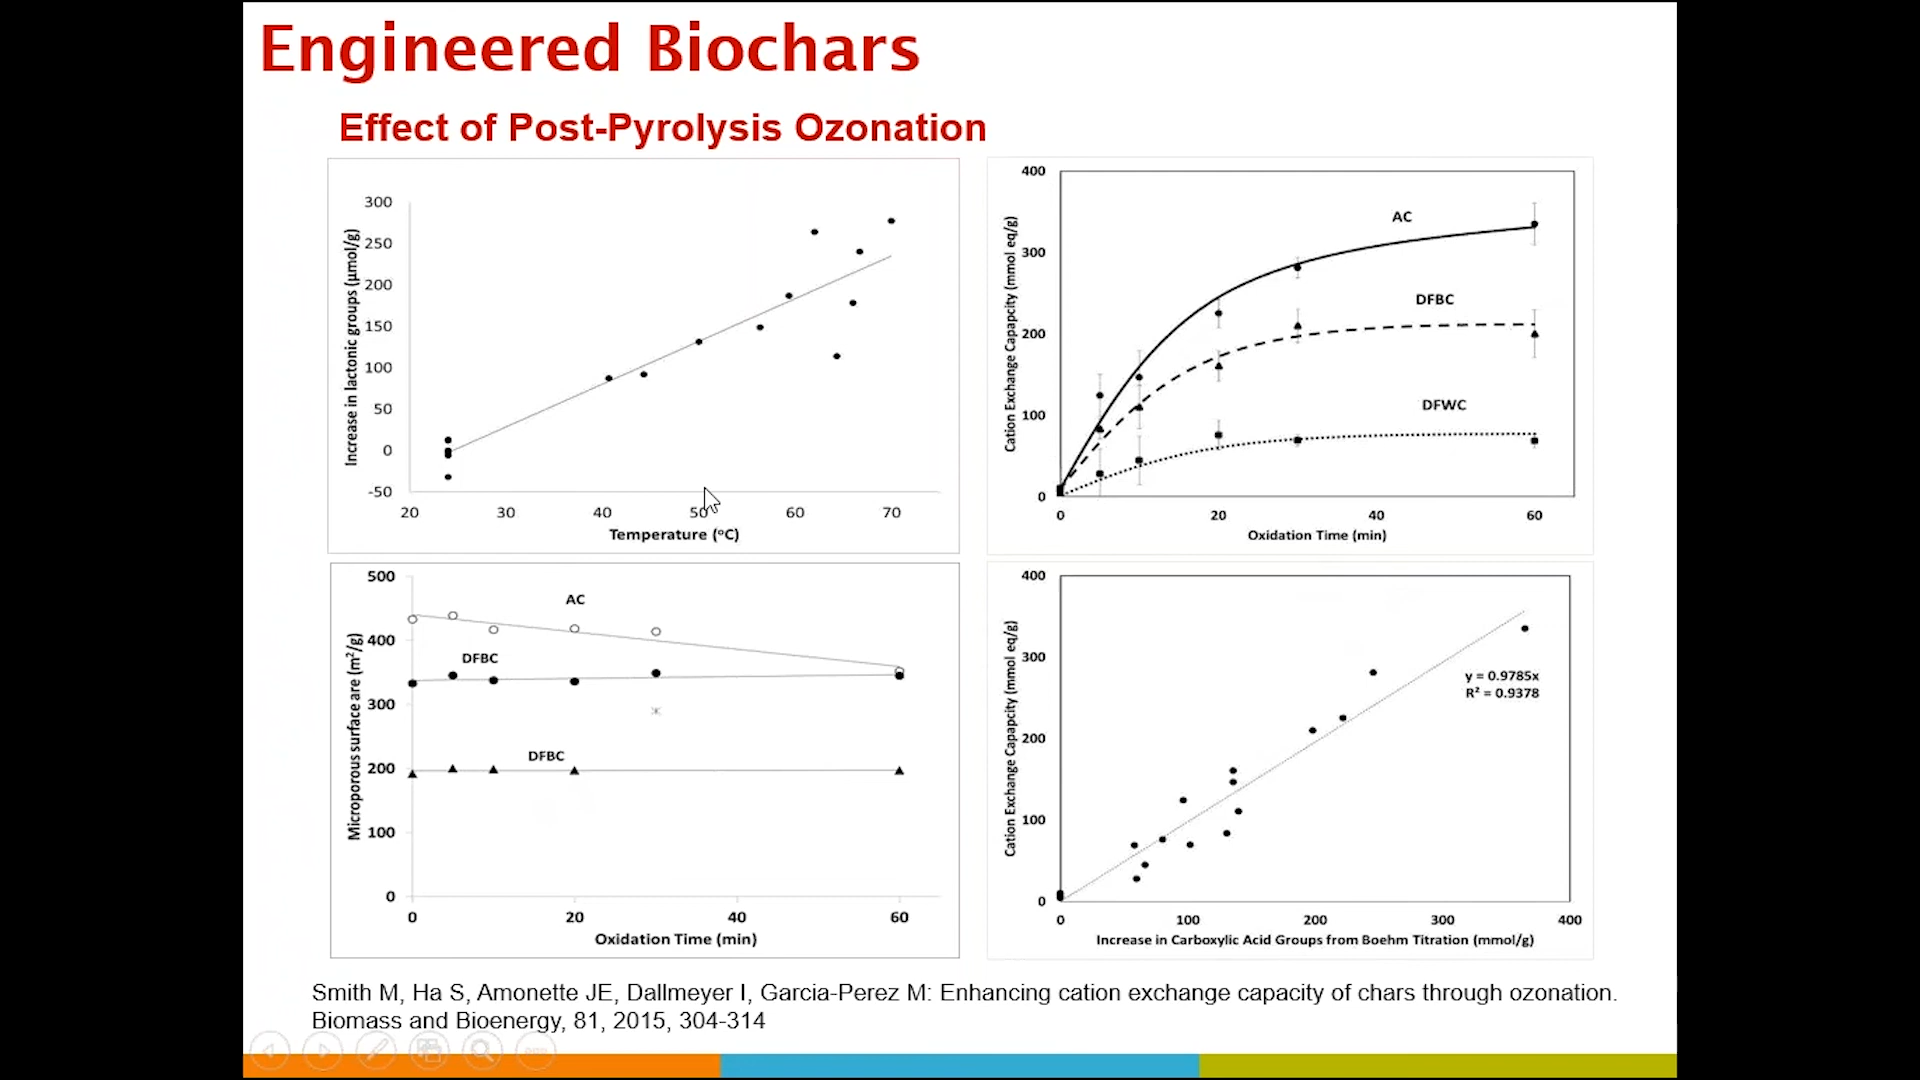 Engineered Biochars
Effect of Post-Pyrolysis Ozonation
Increase in lactonic groups (µmol/g)
300
250
200
150
100
50
0
-50
20 30 40 50 60 70
Temperature (°C)
Cation Exchange Capapcity (mmol eq/g)
400
300
200
100
0
AC
DFBC
DFWC
0 20 40 60
Oxidation Time (min)
Microporous surface are (m²/g)
500
400
300
200
100
0
AC
DFBC
DFBC
0 20 40 60
Oxidation Time (min)
Cation Exchange Capapcity (mmol eq/g)
400
300
200
100
0
y = 0.9785x
R² = 0.9378
0 100 200 300 400
Increase in Carboxylic Acid Groups from Boehm Titration (mmol/g)
Smith M, Ha S, Amonette JE, Dallmeyer I, Garcia-Perez M: Enhancing cation exchange capacity of chars through ozonation.
Biomass and Bioenergy, 81, 2015, 304-314